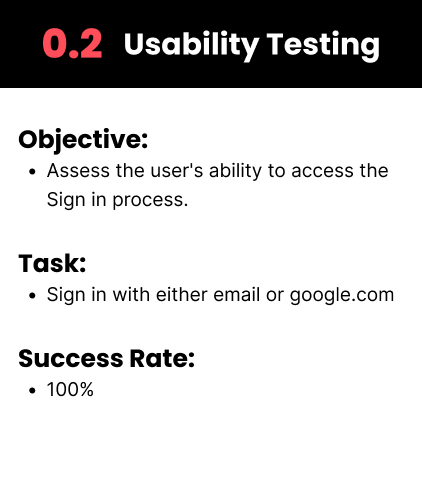 0.2 Usability Testing
Objective:
• Assess the user's ability to access the
Sign in process.
Task:
• Sign in with either email or google.com
Success Rate:
• 100%